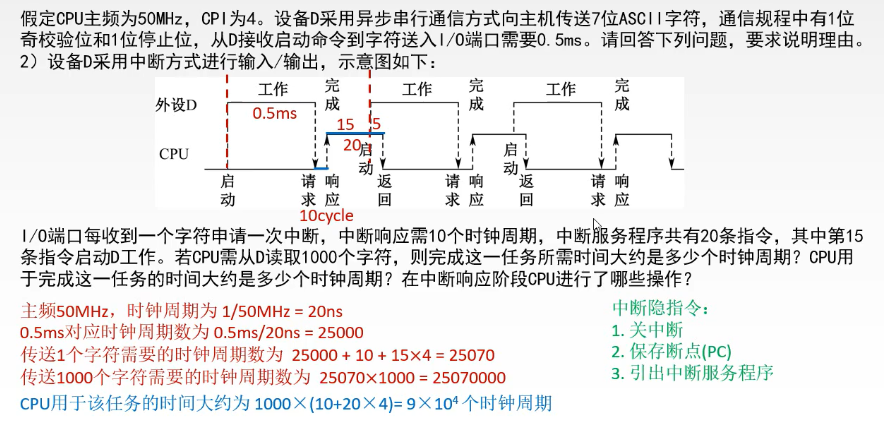 假定CPU主频为50MHz，CPI为4。设备D采用异步串行通信方式向主机传送7位ASCII字符，通信规程中有1位
奇校验位和1位停止位，从D接收启动命令到字符送入I/O端口需要0.5ms。请回答下列问题，要求说明理由。
2）设备D采用中断方式进行输入/输出，示意图如下：
工作 完成 工作 完成 工作 完成
外设D
0.5ms
15 5
20
启动 启动
CPU
启动 请求 响应 返回 请求 响应 返回 请求 响应
10cycle
I/O端口每收到一个字符申请一次中断，中断响应需10个时钟周期，中断服务程序共有20条指令，其中第15
条指令启动D工作。若CPU需从D读取1000个字符，则完成这一任务所需时间大约是多少个时钟周期？CPU用
于完成这一任务的时间大约是多少个时钟周期？在中断响应阶段CPU进行了哪些操作？
主频50MHz，时钟周期为 1/50MHz = 20ns
0.5ms对应时钟周期数为 0.5ms/20ns = 25000
传送1个字符需要的时钟周期数为 25000 + 10 + 15×4 = 25070
传送1000个字符需要的时钟周期数为 25070×1000 = 25070000
CPU用于该任务的时间大约为 1000×(10+20×4)= 9×10⁴ 个时钟周期
中断隐指令：
1. 关中断
2. 保存断点(PC)
3. 引出中断服务程序